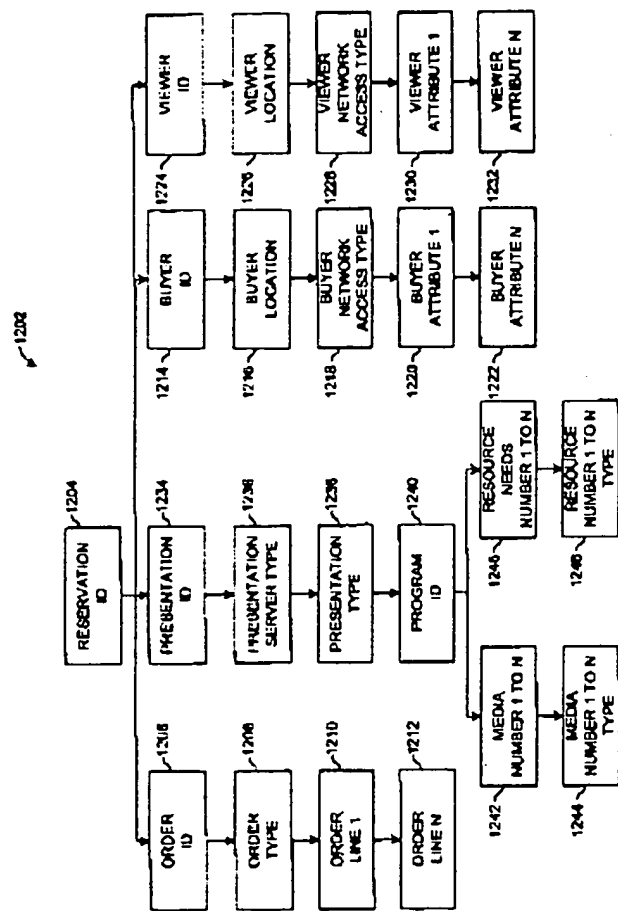 1202
RESERVATION
ID
1204
ORDER
ID
1206
ORDER
TYPE
1208
ORDER
LINE 1
1210
ORDER
LINE N
1212
PRESENTATION
ID
1234
PRESENTATION
SERVER TYPE
PRESENTATION
TYPE
PROGRAM
ID
1240
MEDIA
NUMBER 1 TO N
1242
MEDIA
NUMBER 1 TO N
TYPE
1244
RESOURCE
NEEDS
NUMBER 1 TO N
1246
RESOURCE
NUMBER 1 TO N
TYPE
BUYER
ID
1214
BUYER
LOCATION
1216
BUYER
NETWORK
ACCESS TYPE
1218
BUYER
ATTRIBUTE 1
1220
BUYER
ATTRIBUTE N
1222
VIEWER
ID
1224
VIEWER
LOCATION
1226
VIEWER
NETWORK
ACCESS TYPE
1228
VIEWER
ATTRIBUTE 1
1230
VIEWER
ATTRIBUTE N
1232